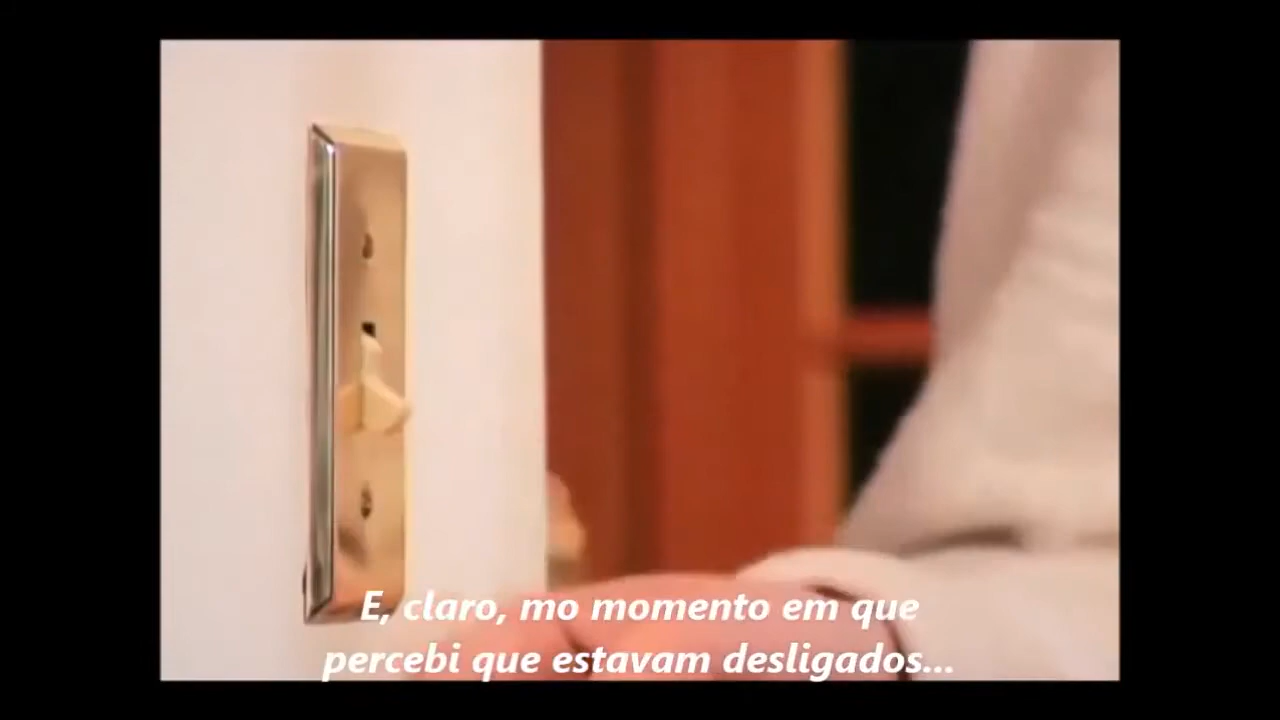 E, claro, mo momento em que
percebi que estavam desligados...